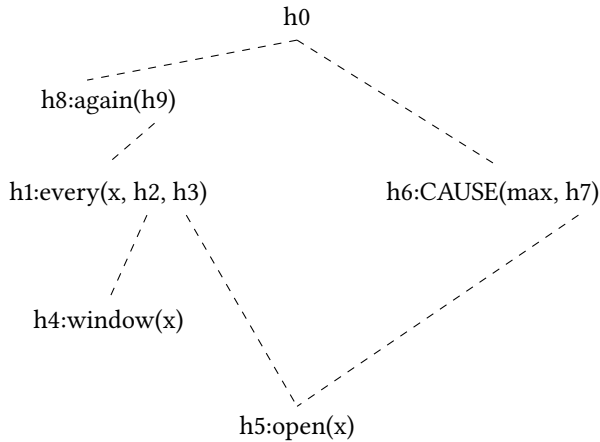 h0
h8:again(h9)
h1:every(x, h2, h3) h6:CAUSE(max, h7)
h4:window(x)
h5:open(x)